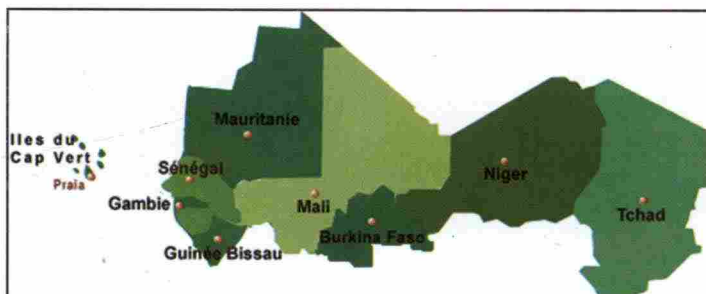 Mauritanie
Iles du
Cap Vert
Praia
Sénégal
Gambie
Guinée Bissau
Mali
Burkina Faso
Niger
Tchad